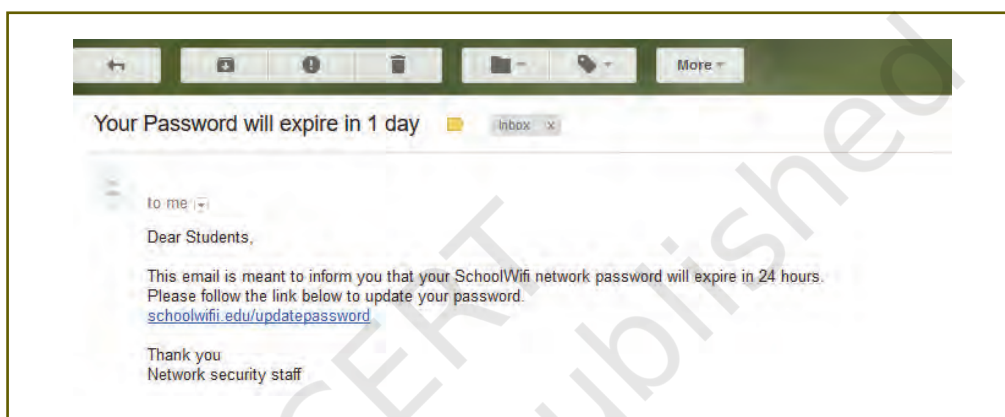 More
Your Password will expire in 1 day
Inbox x
to me
Dear Students,
This email is meant to inform you that your SchoolWifi network password will expire in 24 hours.
Please follow the link below to update your password.
schoolwifii.edu/updatepassword
Thank you
Network security staff
CERT
ublished